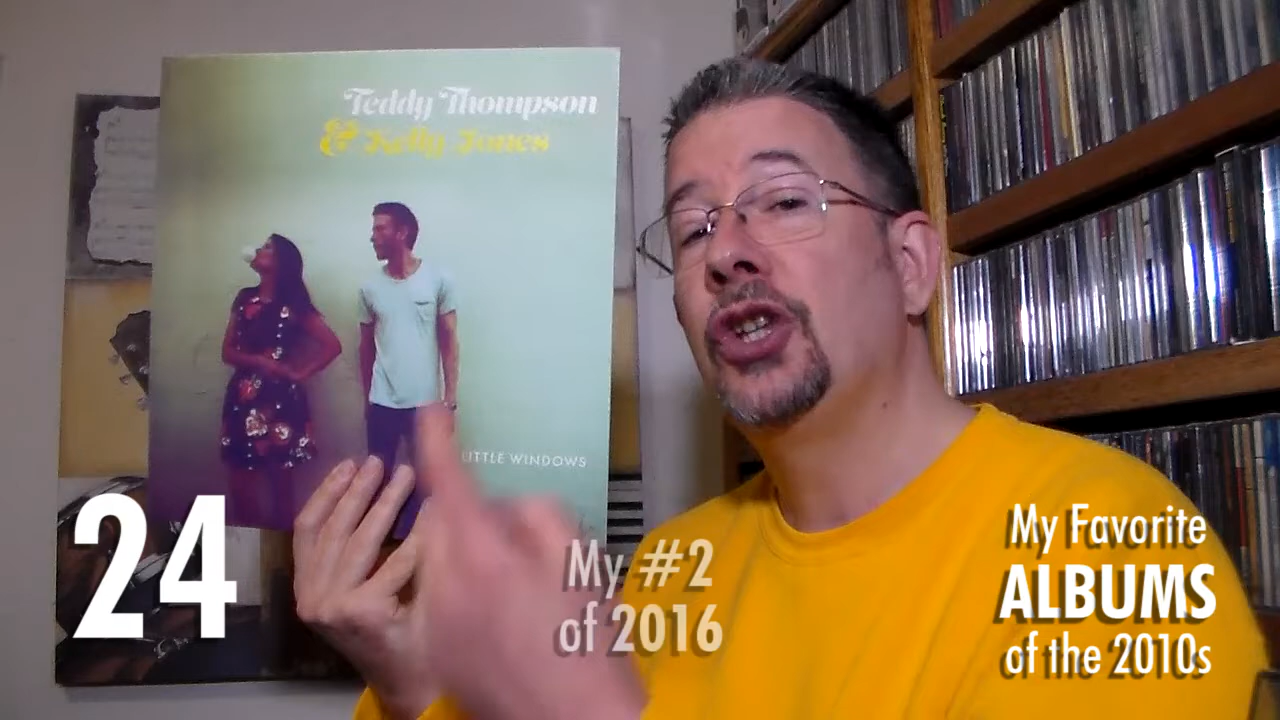 Teddy Thompson
& Kelly Jones
LITTLE WINDOWS
24
My #2
of 2016
My Favorite
ALBUMS
of the 2010s